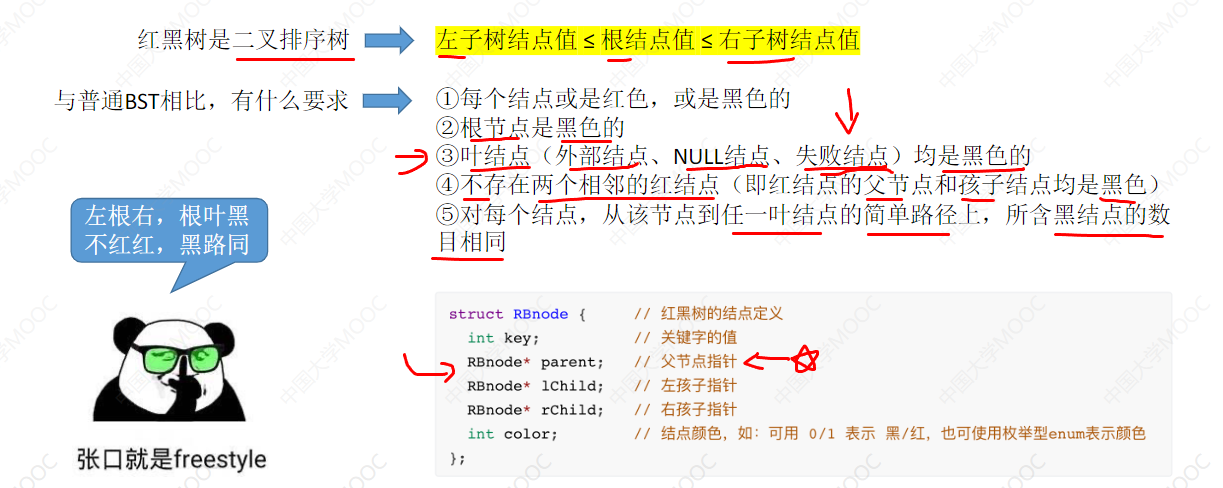 红黑树是二叉排序树
左子树结点值 ≤ 根结点值 ≤ 右子树结点值
与普通BST相比，有什么要求
①每个结点或是红色，或是黑色的
②根节点是黑色的
③叶结点（外部结点、NULL结点、失败结点）均是黑色的
④不存在两个相邻的红结点（即红结点的父节点和孩子结点均是黑色）
⑤对每个结点，从该节点到任一叶结点的简单路径上，所含黑结点的数
目相同
左根右，根叶黑
不红红，黑路同
张口就是freestyle
struct RBnode { // 红黑树的结点定义
int key; // 关键字的值
RBnode* parent; // 父节点指针
RBnode* lChild; // 左孩子指针
RBnode* rChild; // 右孩子指针
int color; // 结点颜色，如：可用 0/1 表示 黑/红，也可使用枚举型enum表示颜色
};
中国大学MOOC